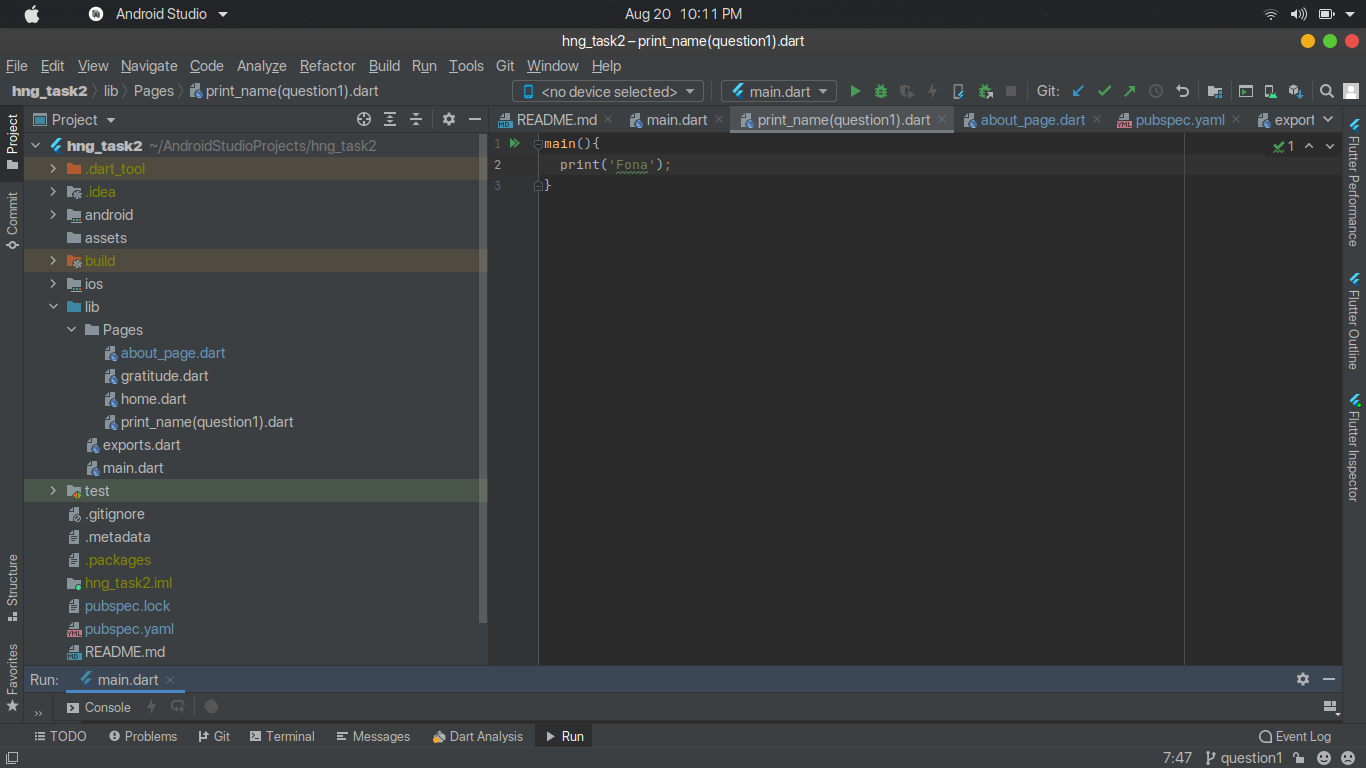 Android Studio
Aug 20 10:11 PM
hng_task2 – print_name(question1).dart
File Edit View Navigate Code Analyze Refactor Build Run Tools Git Window Help
hng_task2 lib Pages print_name(question1).dart <no device selected> main.dart Git:
Project README.md main.dart print_name(question1).dart about_page.dart pubspec.yaml export
hng_task2 ~/AndroidStudioProjects/hng_task2
.dart_tool
.idea
android
assets
build
ios
lib
Pages
about_page.dart
gratitude.dart
home.dart
print_name(question1).dart
exports.dart
main.dart
test
.gitignore
.metadata
.packages
hng_task2.iml
pubspec.lock
pubspec.yaml
README.md
1 main(){
2 print('Fona');
3 }
1
Project
Commit
Structure
Favorites
Flutter Performance
Flutter Outline
Flutter Inspector
Run: main.dart
Console
TODO Problems Git Terminal Messages Dart Analysis Run Event Log
7:47 question1